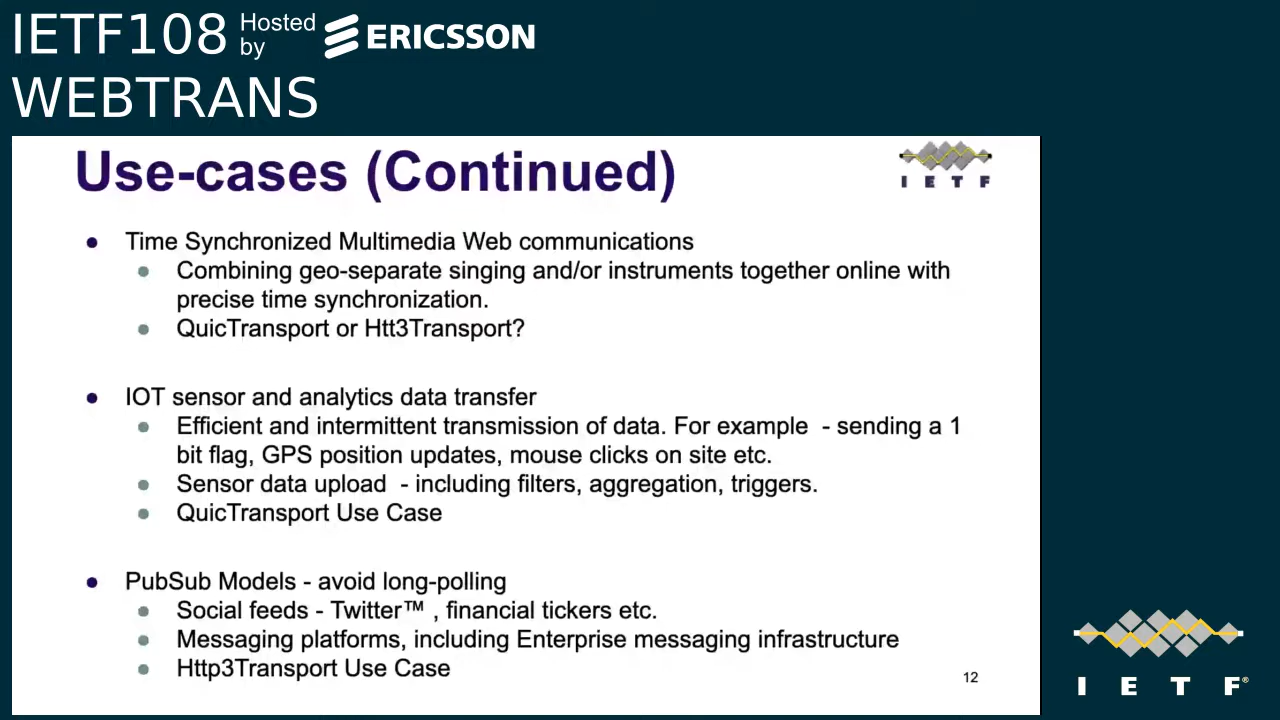 IETF108 Hosted by ERICSSON
WEBTRANS
Use-cases (Continued)
I E T F
● Time Synchronized Multimedia Web communications
● Combining geo-separate singing and/or instruments together online with
precise time synchronization.
● QuicTransport or Htt3Transport?
● IOT sensor and analytics data transfer
● Efficient and intermittent transmission of data. For example - sending a 1
bit flag, GPS position updates, mouse clicks on site etc.
● Sensor data upload - including filters, aggregation, triggers.
● QuicTransport Use Case
● PubSub Models - avoid long-polling
● Social feeds - Twitter™ , financial tickers etc.
● Messaging platforms, including Enterprise messaging infrastructure
● Http3Transport Use Case
12
I E T F®